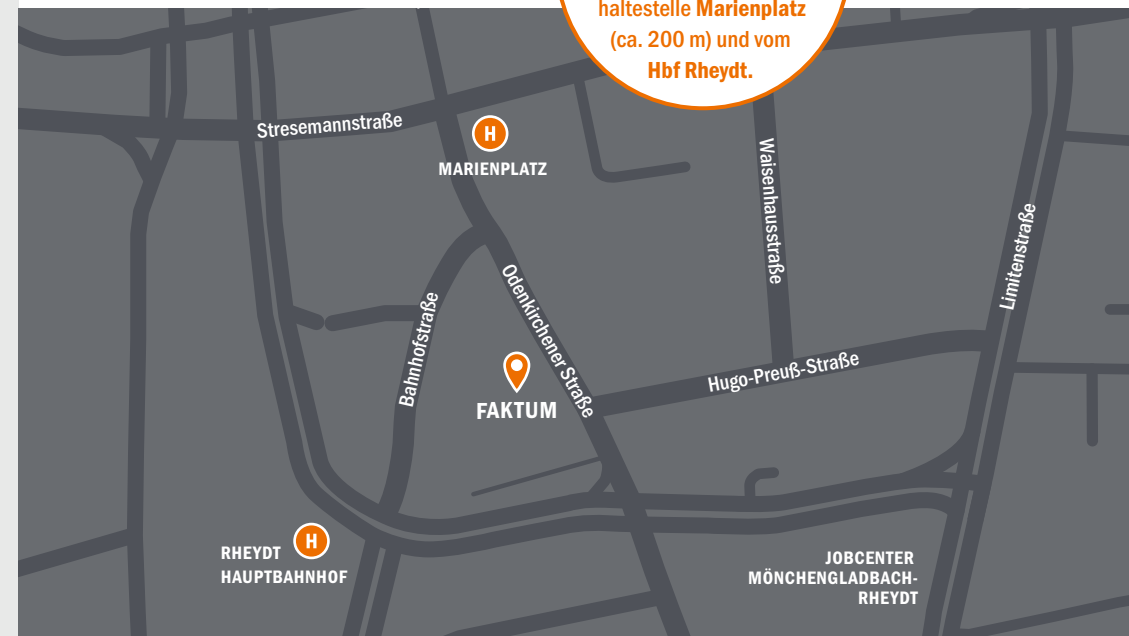 haltestelle Marienplatz
(ca. 200 m) und vom
Hbf Rheydt.
Stresemannstraße
H
MARIENPLATZ
Waisenhausstraße
Limitenstraße
Odenkirchener Straße
Bahnhofstraße
Hugo-Preuß-Straße
FAKTUM
H
RHEYDT
HAUPTBAHNHOF
JOBCENTER
MÖNCHENGLADBACH-
RHEYDT